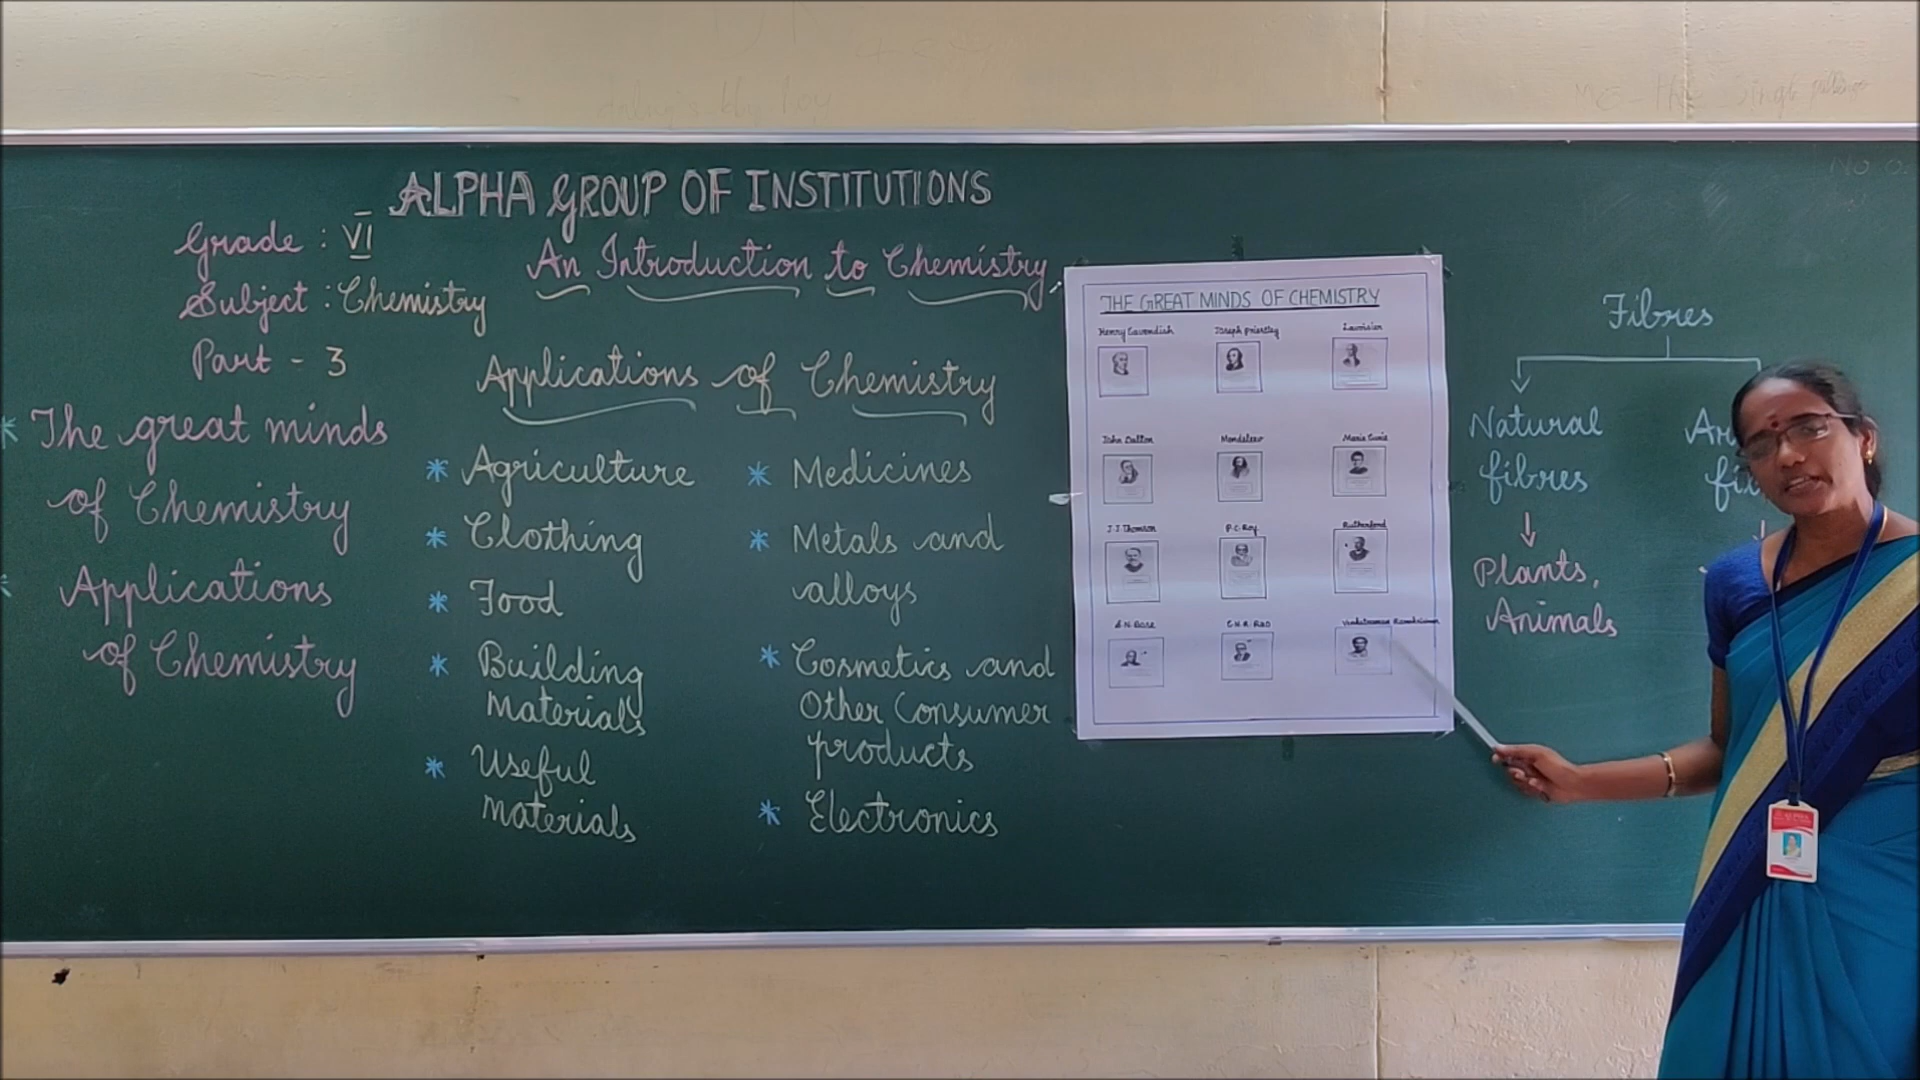 ALPHA GROUP OF INSTITUTIONS
Grade : VI
Subject : Chemistry
Part - 3
An Introduction to Chemistry
* The great minds
of Chemistry
* Applications
of Chemistry
Applications of Chemistry
* Agriculture
* Clothing
* Food
* Building
Materials
* Useful
materials
* Medicines
* Metals and
alloys
* Cosmetics and
Other Consumer
products
* Electronics
THE GREAT MINDS OF CHEMISTRY
Henry Cavendish Joseph Priestley Lavoisier
John Dalton Mendeleev Marie Curie
J.J. Thomson P.C. Roy Rutherford
S.N. Bose C.N.R. RAO Venkatraman
Fibres
Natural
fibres
Plants,
Animals
ALPHA